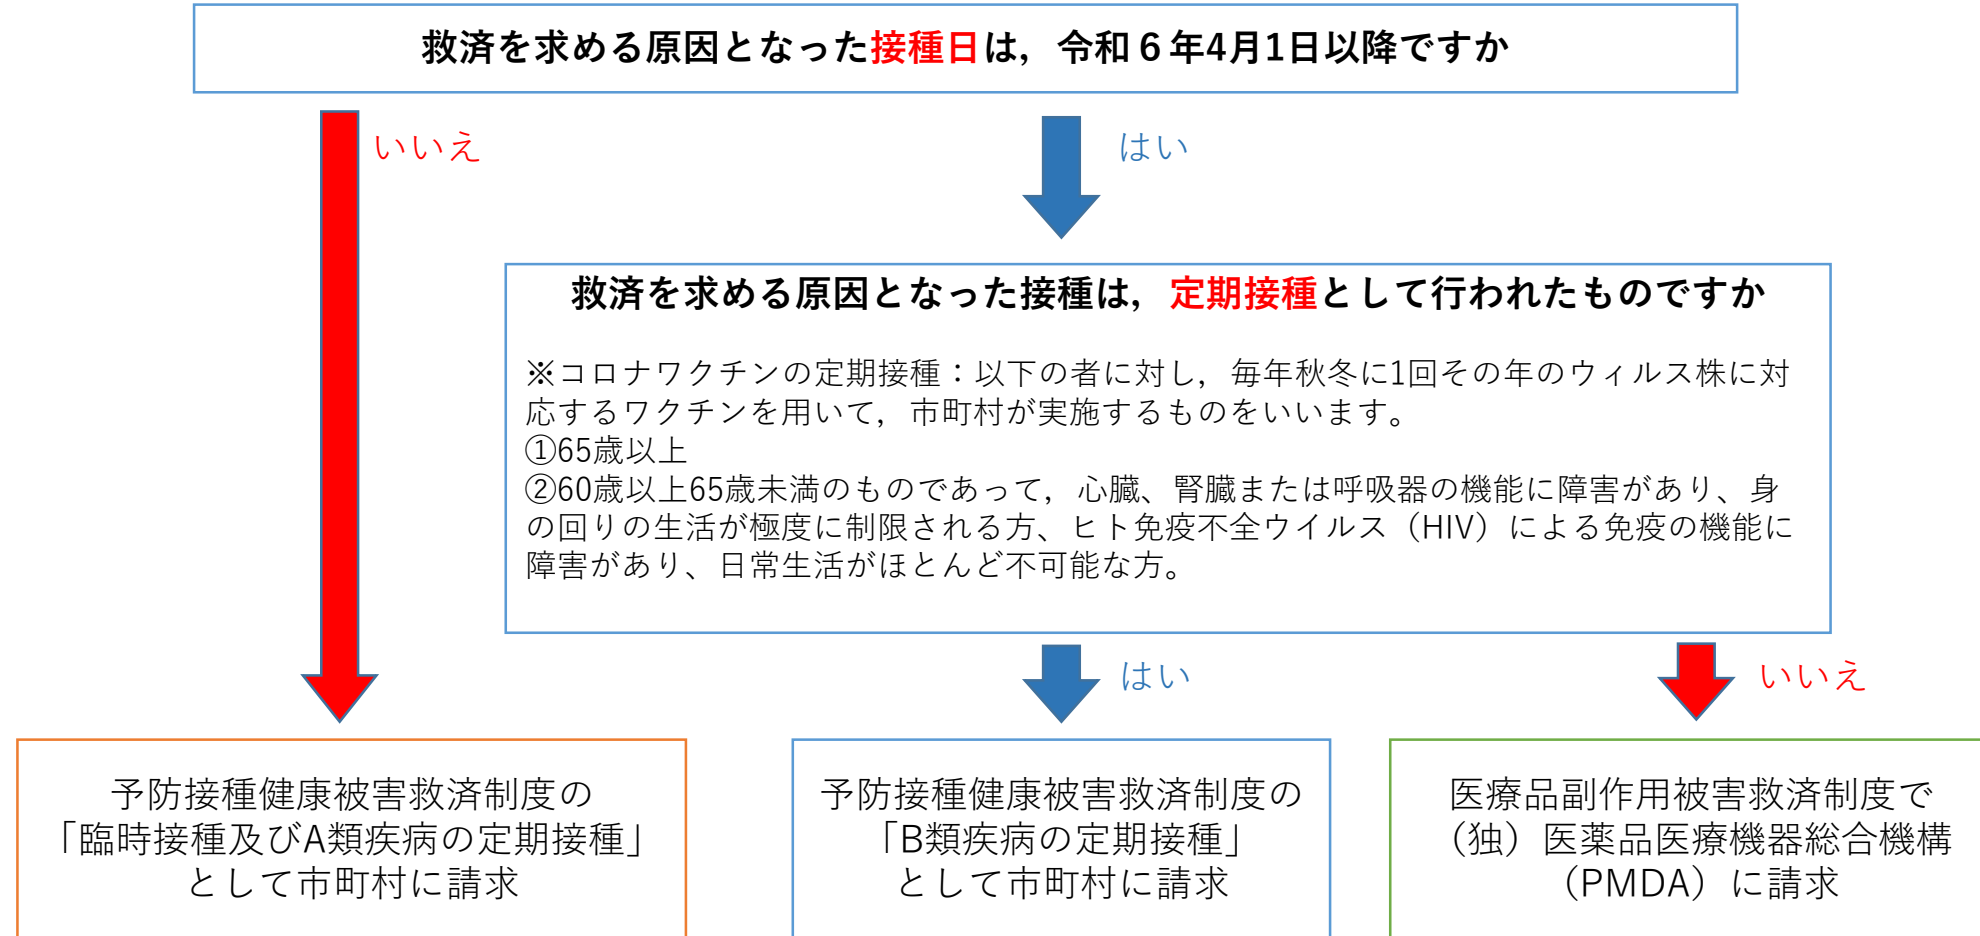 救済を求める原因となった接種日は，令和６年4月1日以降ですか
いいえ
はい
救済を求める原因となった接種は，定期接種として行われたものですか
※コロナワクチンの定期接種：以下の者に対し，毎年秋冬に1回その年のウィルス株に対
応するワクチンを用いて，市町村が実施するものをいいます。
①65歳以上
②60歳以上65歳未満のものであって，心臓、腎臓または呼吸器の機能に障害があり、身
の回りの生活が極度に制限される方、ヒト免疫不全ウイルス（HIV）による免疫の機能に
障害があり、日常生活がほとんど不可能な方。
はい
いいえ
予防接種健康被害救済制度の
「臨時接種及びA類疾病の定期接種」
として市町村に請求
予防接種健康被害救済制度の
「B類疾病の定期接種」
として市町村に請求
医療品副作用被害救済制度で
（独）医薬品医療機器総合機構
（PMDA）に請求